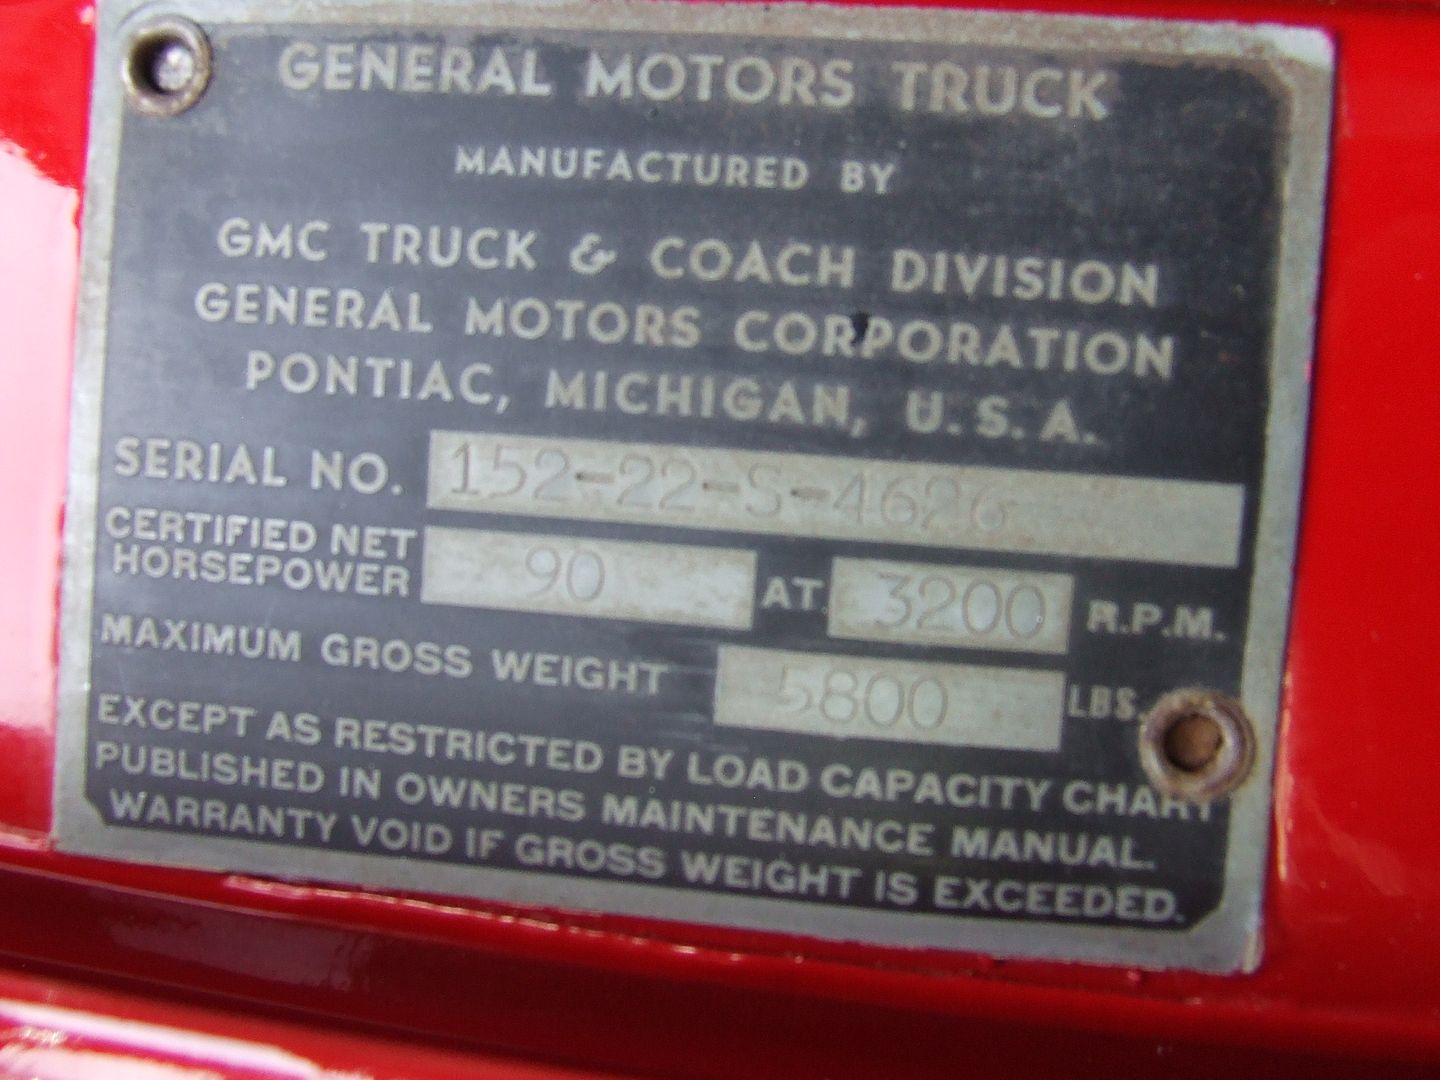 GENERAL MOTORS TRUCK
MANUFACTURED BY
GMC TRUCK & COACH DIVISION
GENERAL MOTORS CORPORATION
PONTIAC, MICHIGAN, U.S.A.
SERIAL NO. 152-22-S-4626
CERTIFIED NET HORSEPOWER 90 AT 3200 R.P.M.
MAXIMUM GROSS WEIGHT 5800 LBS.
EXCEPT AS RESTRICTED BY LOAD CAPACITY CHART
PUBLISHED IN OWNERS MAINTENANCE MANUAL.
WARRANTY VOID IF GROSS WEIGHT IS EXCEEDED.